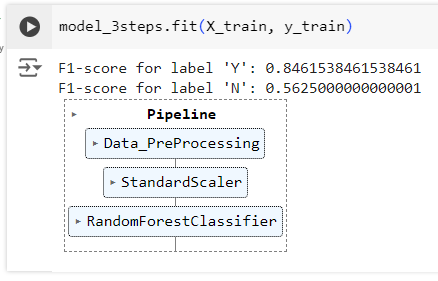 model_3steps.fit(X_train, y_train)
F1-score for label 'Y': 0.8461538461538461
F1-score for label 'N': 0.5625000000000001
Pipeline
Data_PreProcessing
StandardScaler
RandomForestClassifier